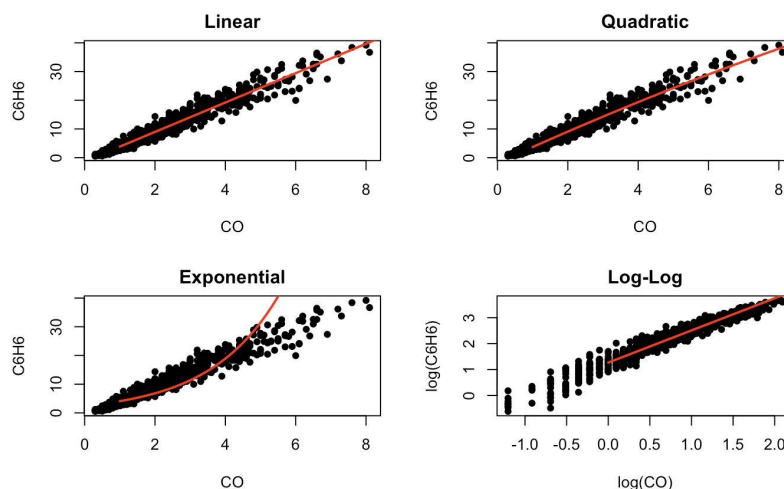 Linear
C6H6
0 10 30
0 2 4 6 8
CO
Quadratic
C6H6
0 10 30
0 2 4 6 8
CO
Exponential
C6H6
0 10 30
0 2 4 6 8
CO
Log-Log
log(C6H6)
0 1 2 3
-1.0 -0.5 0.0 0.5 1.0 1.5 2.0
log(CO)